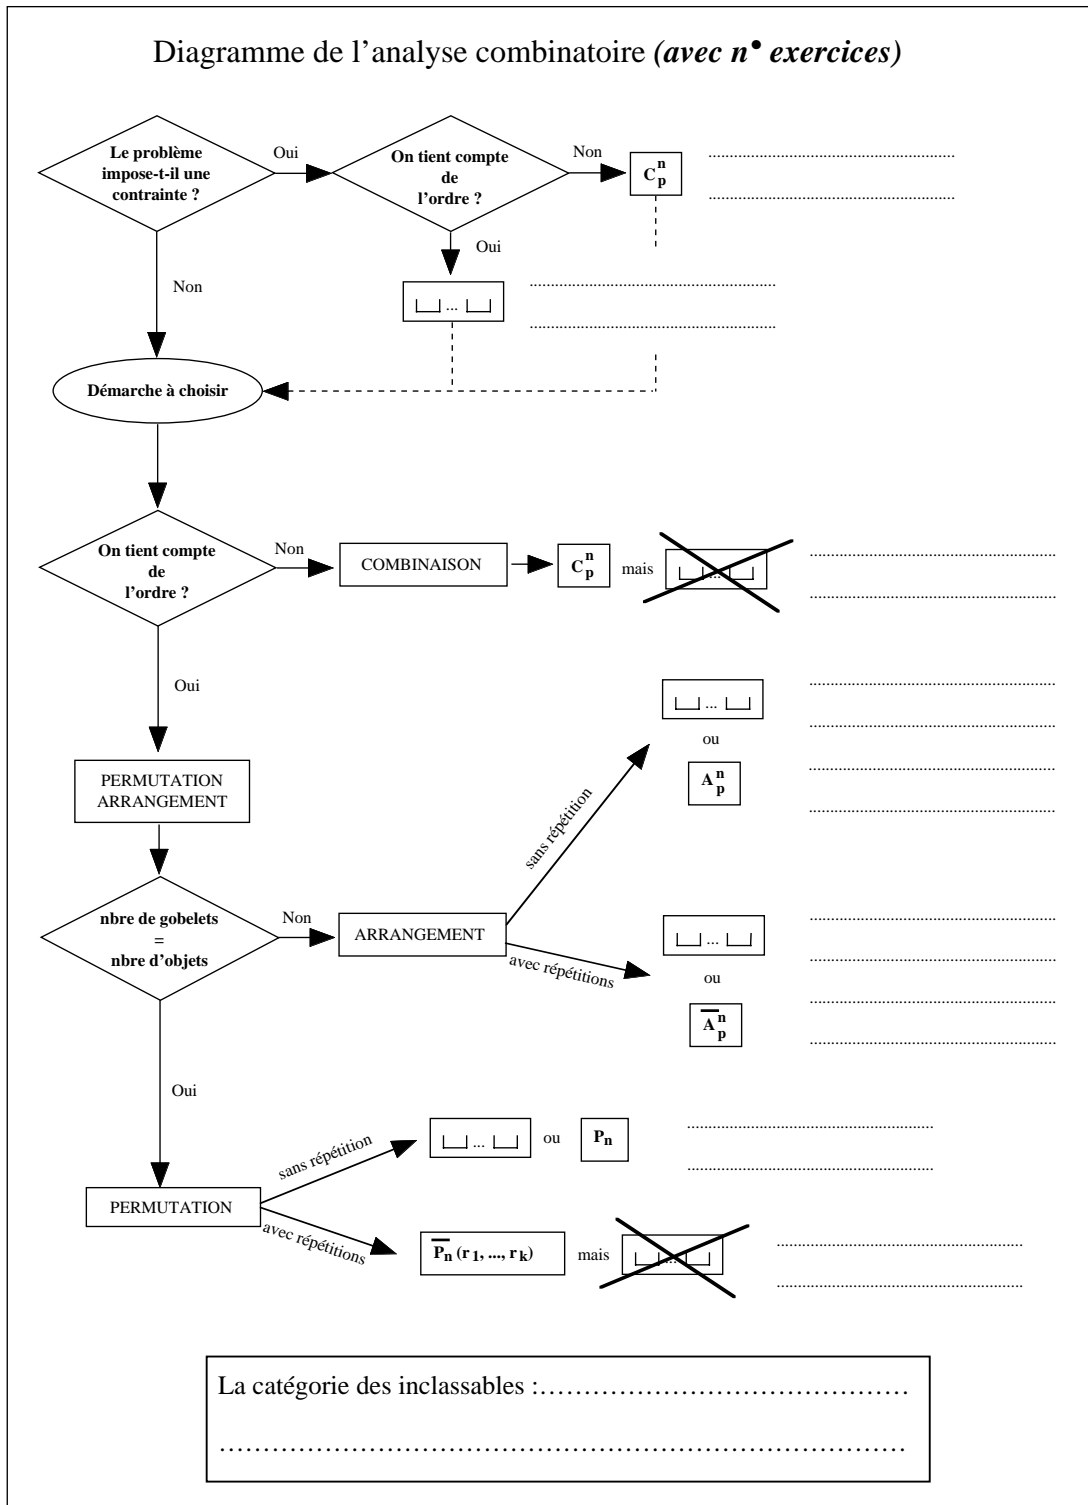 Diagramme de l'analyse combinatoire (avec n• exercices)
Le problème
impose-t-il une
contrainte ?
Oui
On tient compte
de
l'ordre ?
Non
C n p
........................................................
........................................................
Oui
Non
...
........................................................
........................................................
Démarche à choisir
On tient compte
de
l'ordre ?
Non
COMBINAISON
C n p
mais
...
........................................................
........................................................
Oui
PERMUTATION
ARRANGEMENT
sans répétition
...
ou
A n p
........................................................
........................................................
........................................................
........................................................
nbre de gobelets
=
nbre d'objets
Non
ARRANGEMENT
avec répétitions
...
ou
A̅ n p
........................................................
........................................................
........................................................
........................................................
Oui
PERMUTATION
sans répétition
...
ou
Pn
........................................................
........................................................
avec répétitions
P̅n (r1, ..., rk)
mais
...
........................................................
........................................................
La catégorie des inclassables :..........................................
..............................................................................